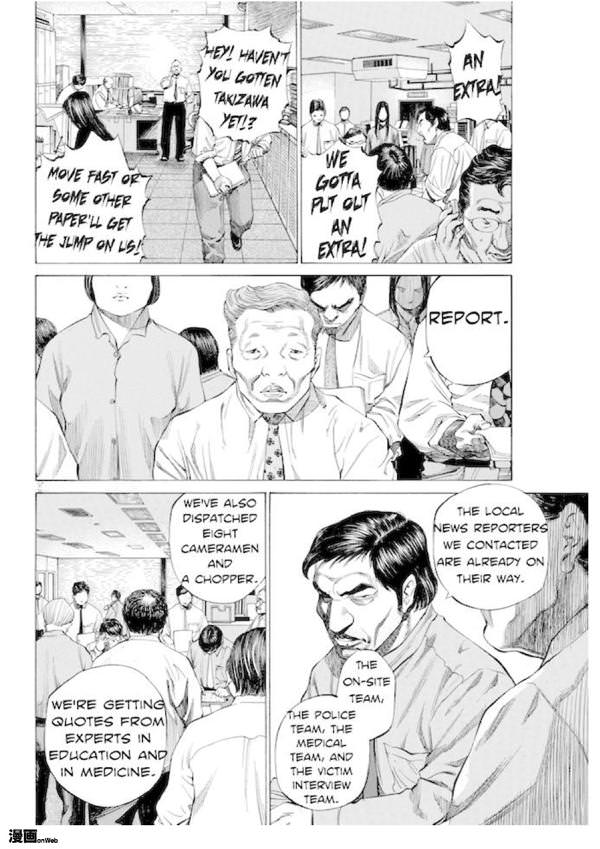 AN
EXTRA!
WE
GOTTA
PUT OUT
AN
EXTRA!
HEY! HAVEN'T
YOU GOTTEN
TAKIZAWA
YET!?
MOVE FAST OR
SOME OTHER
PAPER'LL GET
THE JUMP ON US!
REPORT.
THE LOCAL
NEWS REPORTERS
WE CONTACTED
ARE ALREADY ON
THEIR WAY.
THE
ON-SITE
TEAM,
THE POLICE
TEAM, THE
MEDICAL
TEAM, AND
THE VICTIM
INTERVIEW
TEAM.
WE'VE ALSO
DISPATCHED
EIGHT
CAMERAMEN
AND
A CHOPPER.
WE'RE GETTING
QUOTES FROM
EXPERTS IN
EDUCATION AND
IN MEDICINE.
漫画onWeb